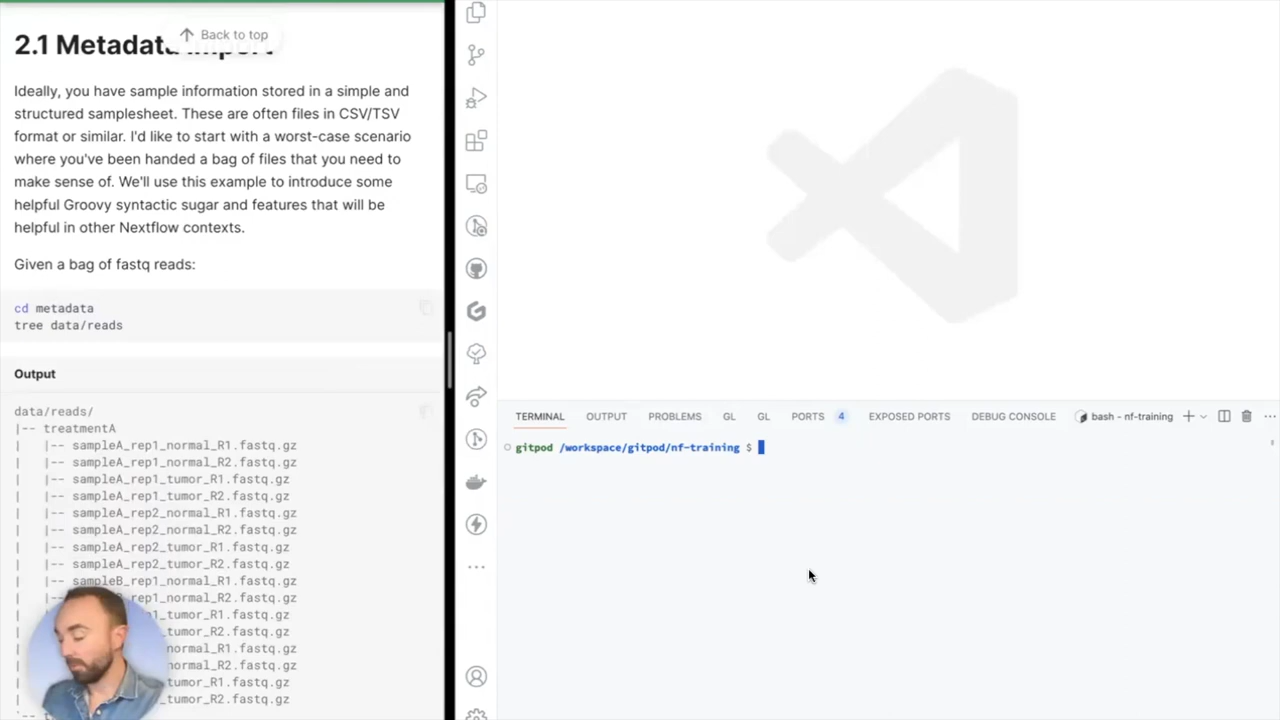 Back to top
2.1 Metadata Import
Ideally, you have sample information stored in a simple and
structured samplesheet. These are often files in CSV/TSV
format or similar. I'd like to start with a worst-case scenario
where you've been handed a bag of files that you need to
make sense of. We'll use this example to introduce some
helpful Groovy syntactic sugar and features that will be
helpful in other Nextflow contexts.
Given a bag of fastq reads:
cd metadata
tree data/reads
Output
data/reads/
|-- treatmentA
|   |-- sampleA_rep1_normal_R1.fastq.gz
|   |-- sampleA_rep1_normal_R2.fastq.gz
|   |-- sampleA_rep1_tumor_R1.fastq.gz
|   |-- sampleA_rep1_tumor_R2.fastq.gz
|   |-- sampleA_rep2_normal_R1.fastq.gz
|   |-- sampleA_rep2_normal_R2.fastq.gz
|   |-- sampleA_rep2_tumor_R1.fastq.gz
|   |-- sampleA_rep2_tumor_R2.fastq.gz
|   |-- sampleB_rep1_normal_R1.fastq.gz
|   |-- normal_R2.fastq.gz
| 1_tumor_R1.fastq.gz
| _tumor_R2.fastq.gz
| normal_R1.fastq.gz
| normal_R2.fastq.gz
| _tumor_R1.fastq.gz
| _tumor_R2.fastq.gz
TERMINAL OUTPUT PROBLEMS GL GL PORTS 4 EXPOSED PORTS DEBUG CONSOLE bash - nf-training
gitpod /workspace/gitpod/nf-training $